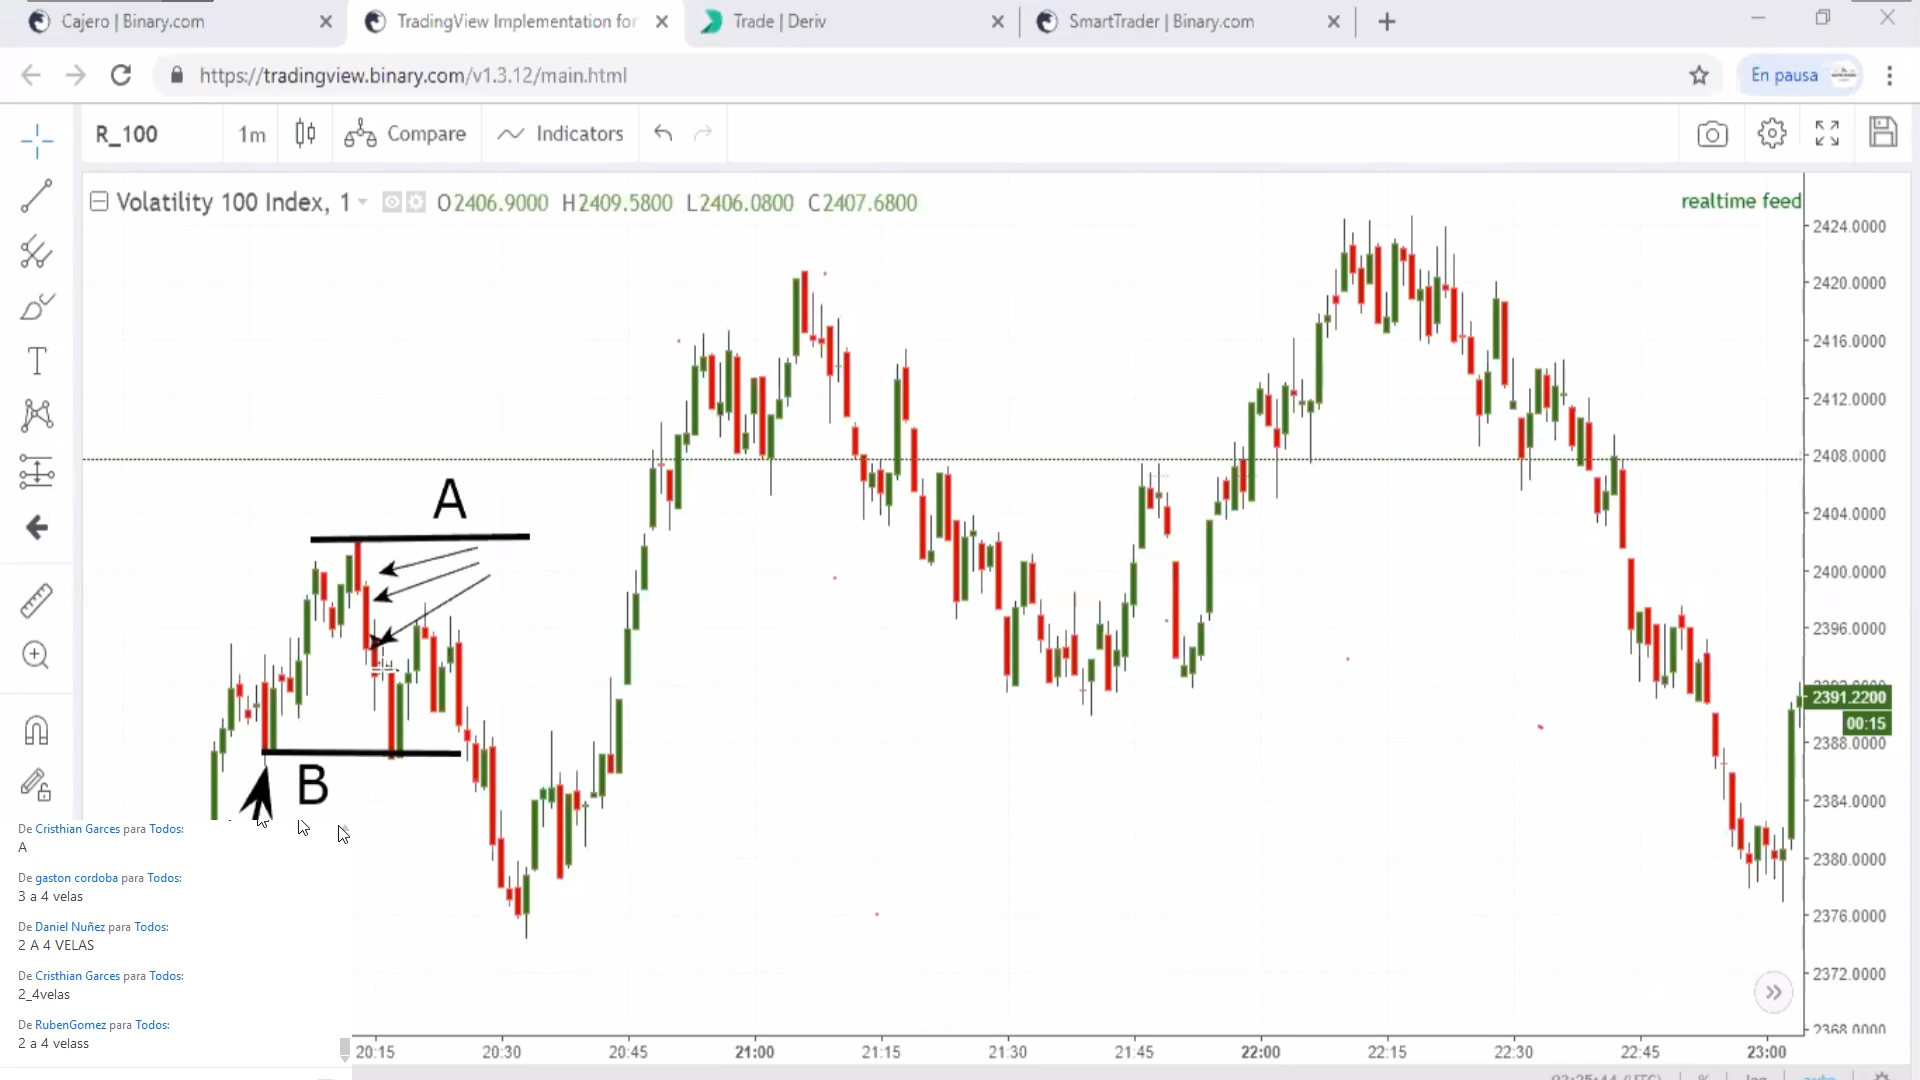 Cajero | Binary.com
TradingView Implementation for
Trade | Deriv
SmartTrader | Binary.com
https://tradingview.binary.com/v1.3.12/main.html
En pausa
R_100
1m
Compare
Indicators
Volatility 100 Index, 1
O2406.9000 H2409.5800 L2406.0800 C2407.6800
realtime feed
2424.0000
2420.0000
2416.0000
2412.0000
2408.0000
2404.0000
2400.0000
2396.0000
2391.2200
00:15
2388.0000
2384.0000
2380.0000
2376.0000
2372.0000
2368.0000
A
B
De Cristhian Garces para Todos:
A
De gaston cordoba para Todos:
3 a 4 velas
De Daniel Nuñez para Todos:
2 A 4 VELAS
De Cristhian Garces para Todos:
2_4velas
De RubenGomez para Todos:
2 a 4 velass
20:15
20:30
20:45
21:00
21:15
21:30
21:45
22:00
22:15
22:30
22:45
23:00